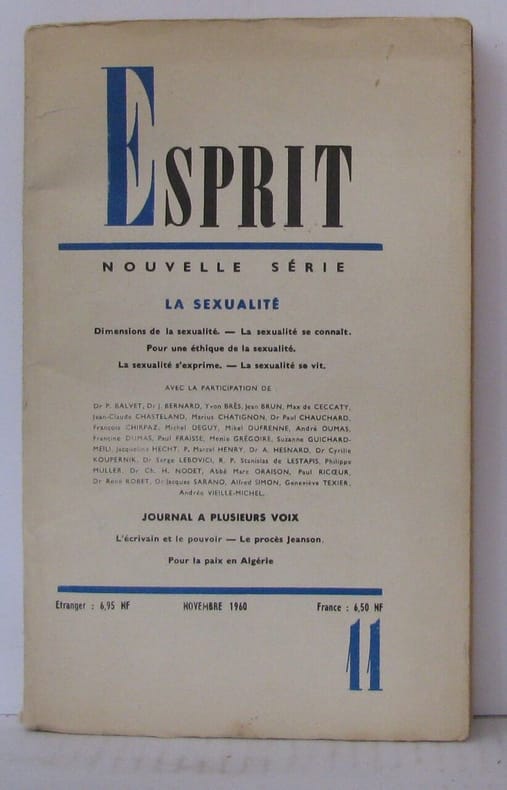 ESPRIT
NOUVELLE SÉRIE
LA SEXUALITÉ
Dimensions de la sexualité. — La sexualité se connaît.
Pour une éthique de la sexualité.
La sexualité s'exprime. — La sexualité se vit.
AVEC LA PARTICIPATION DE
Dr P. BALVET, Dr J. BERNARD, Yvon BRÈS, Jean BRUN, Max de CECCATY,
Jean-Claude CHASTELAND, Marius CHATIGNON, Dr Paul CHAUCHARD,
François CHIRPAZ, Michel DEGUY, Mikel DUFRENNE, André DUMAS,
Francine DUMAS, Paul FRAISSE, Ménie GRÉGOIRE, Suzanne GUICHARD-
MEILI, Jacqueline HECHT, P. Marcel HENRY, Dr A. HESNARD, Dr Cyrille
KOUPERNIK, Dr Serge LEBOVICI, R. P. Stanislas de LESTAPIS, Philippe
MULLER, Dr Ch. H. NODET, Abbé Marc ORAISON, Paul RICŒUR,
Dr René ROBET, Dr Jacques SARANO, Alfred SIMON, Geneviève TEXIER,
Andrée VIEILLE-MICHEL.
JOURNAL A PLUSIEURS VOIX
L'écrivain et le pouvoir — Le procès Jeanson.
Pour la paix en Algérie
Etranger : 6,95 NF NOVEMBRE 1960 France : 6,50 NF
11